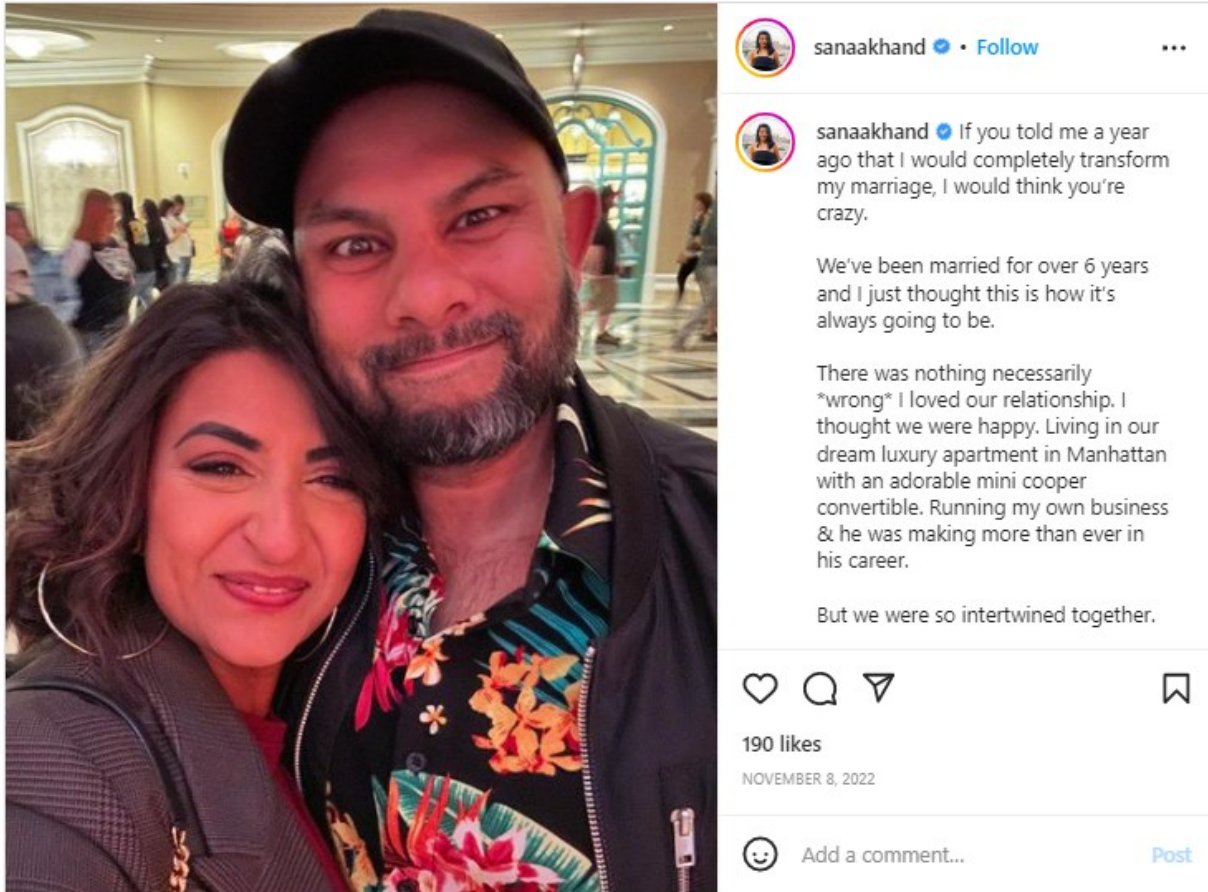 sanaakhand • Follow
sanaakhand If you told me a year
ago that I would completely transform
my marriage, I would think you're
crazy.
We've been married for over 6 years
and I just thought this is how it's
always going to be.
There was nothing necessarily
*wrong* I loved our relationship. I
thought we were happy. Living in our
dream luxury apartment in Manhattan
with an adorable mini cooper
convertible. Running my own business
& he was making more than ever in
his career.
But we were so intertwined together.
190 likes
NOVEMBER 8, 2022
Add a comment...
Post